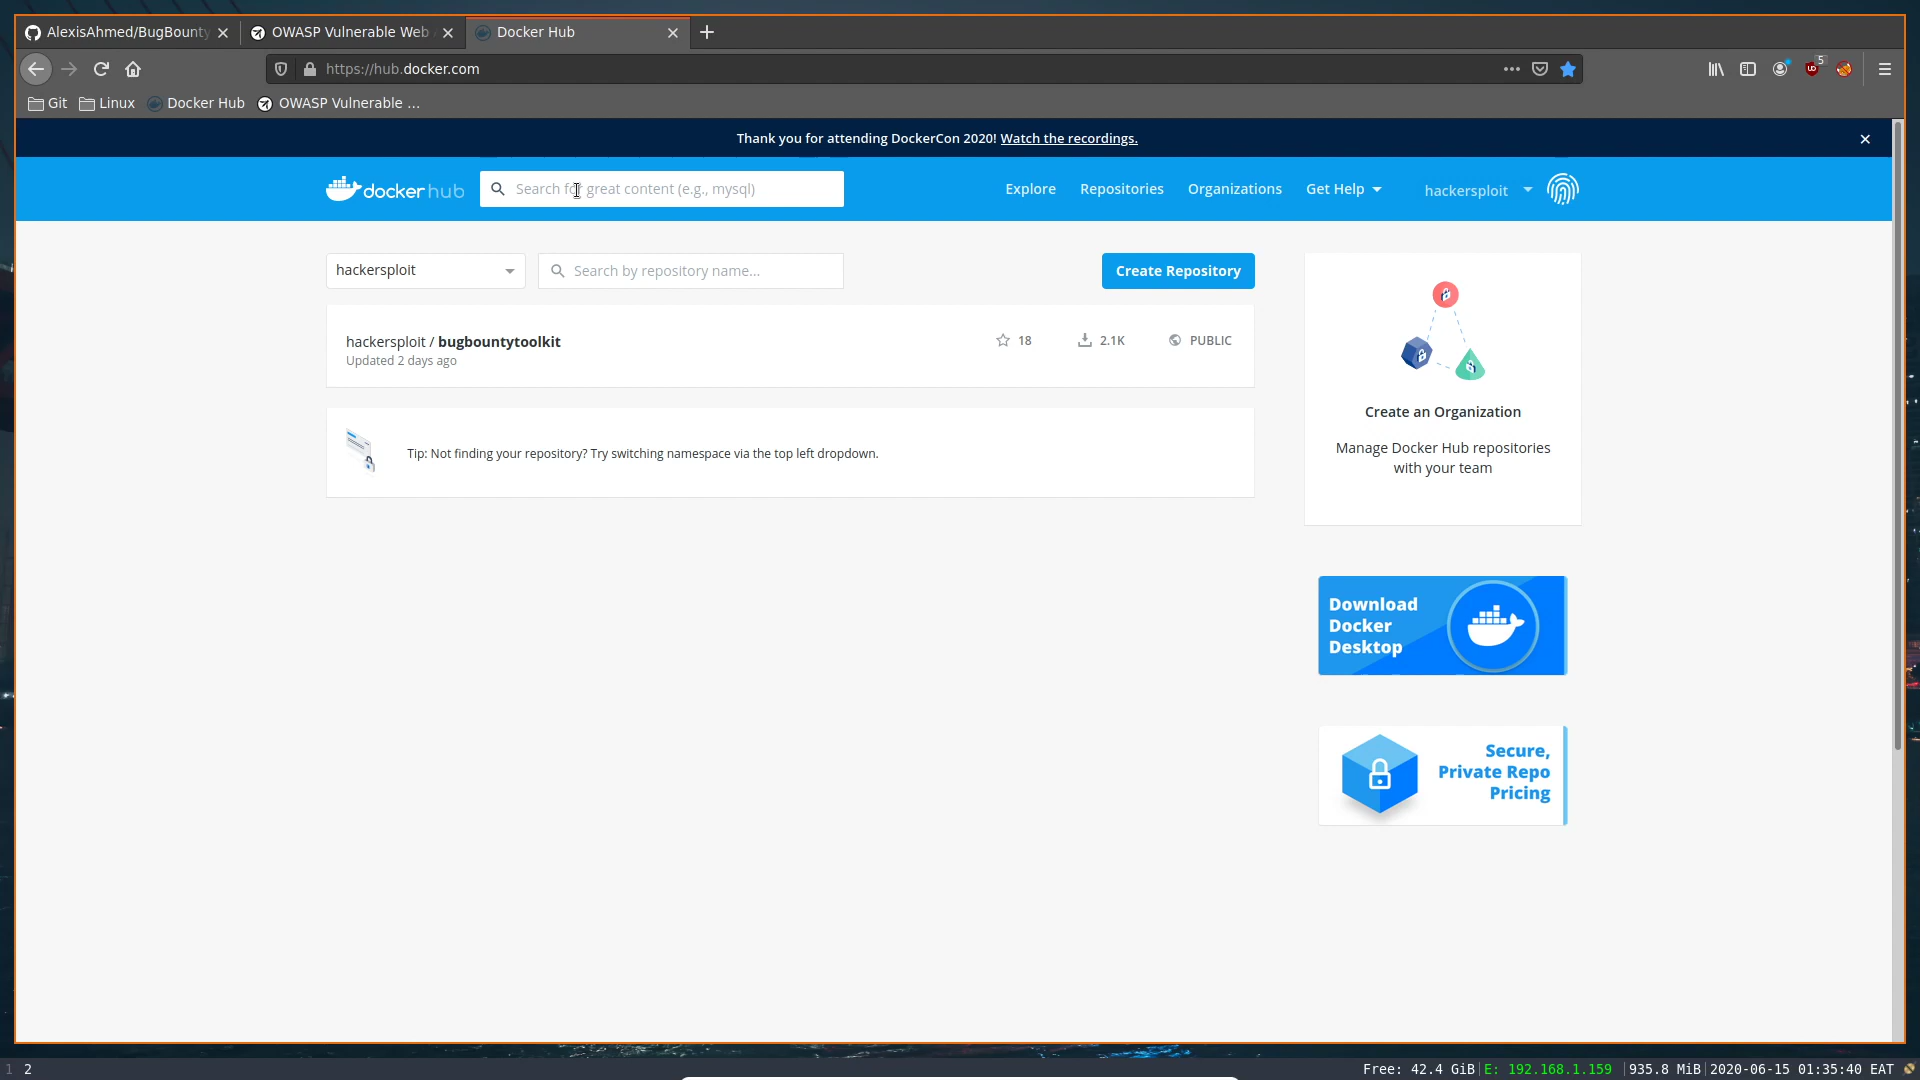 AlexisAhmed/BugBounty
OWASP Vulnerable Web
Docker Hub
https://hub.docker.com
5
Git
Linux
Docker Hub
OWASP Vulnerable ...
Thank you for attending DockerCon 2020! Watch the recordings.
docker hub
Search for great content (e.g., mysql)
Explore
Repositories
Organizations
Get Help
hackersploit
hackersploit
Search by repository name...
Create Repository
hackersploit / bugbountytoolkit
18
2.1K
PUBLIC
Updated 2 days ago
Tip: Not finding your repository? Try switching namespace via the top left dropdown.
Create an Organization
Manage Docker Hub repositories
with your team
Download
Docker
Desktop
Secure,
Private Repo
Pricing
1 2
Free: 42.4 GiB|E: 192.168.1.159 |935.8 MiB|2020-06-15 01:35:40 EAT